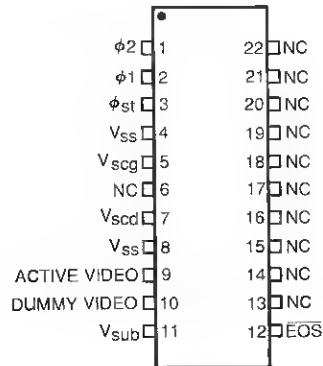 ϕ2 1 22 NC
ϕ1 2 21 NC
ϕst 3 20 NC
Vss 4 19 NC
Vscg 5 18 NC
NC 6 17 NC
Vscd 7 16 NC
Vss 8 15 NC
ACTIVE VIDEO 9 14 NC
DUMMY VIDEO 10 13 NC
Vsub 11 12 E̅O̅S̅